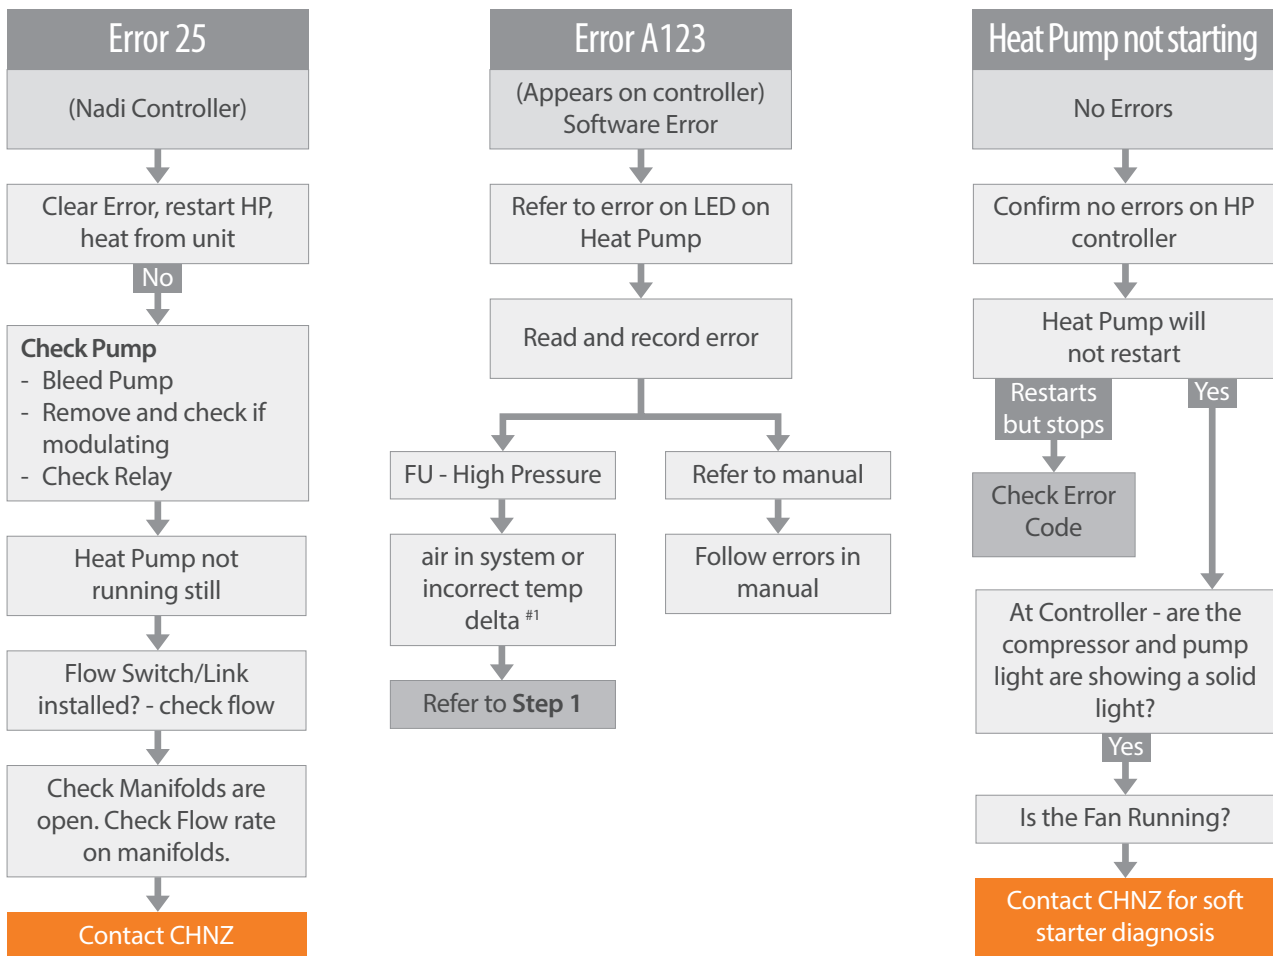 Error 25
(Nadi Controller)
Clear Error, restart HP,
heat from unit
No
Check Pump
- Bleed Pump
- Remove and check if
modulating
- Check Relay
Heat Pump not
running still
Flow Switch/Link
installed? - check flow
Check Manifolds are
open. Check Flow rate
on manifolds.
Contact CHNZ
Error A123
(Appears on controller)
Software Error
Refer to error on LED on
Heat Pump
Read and record error
FU - High Pressure
air in system or
incorrect temp
delta #1
Refer to Step 1
Refer to manual
Follow errors in
manual
Heat Pump not starting
No Errors
Confirm no errors on HP
controller
Heat Pump will
not restart
Restarts
but stops
Check Error
Code
Yes
At Controller - are the
compressor and pump
light are showing a solid
light?
Yes
Is the Fan Running?
Contact CHNZ for soft
starter diagnosis